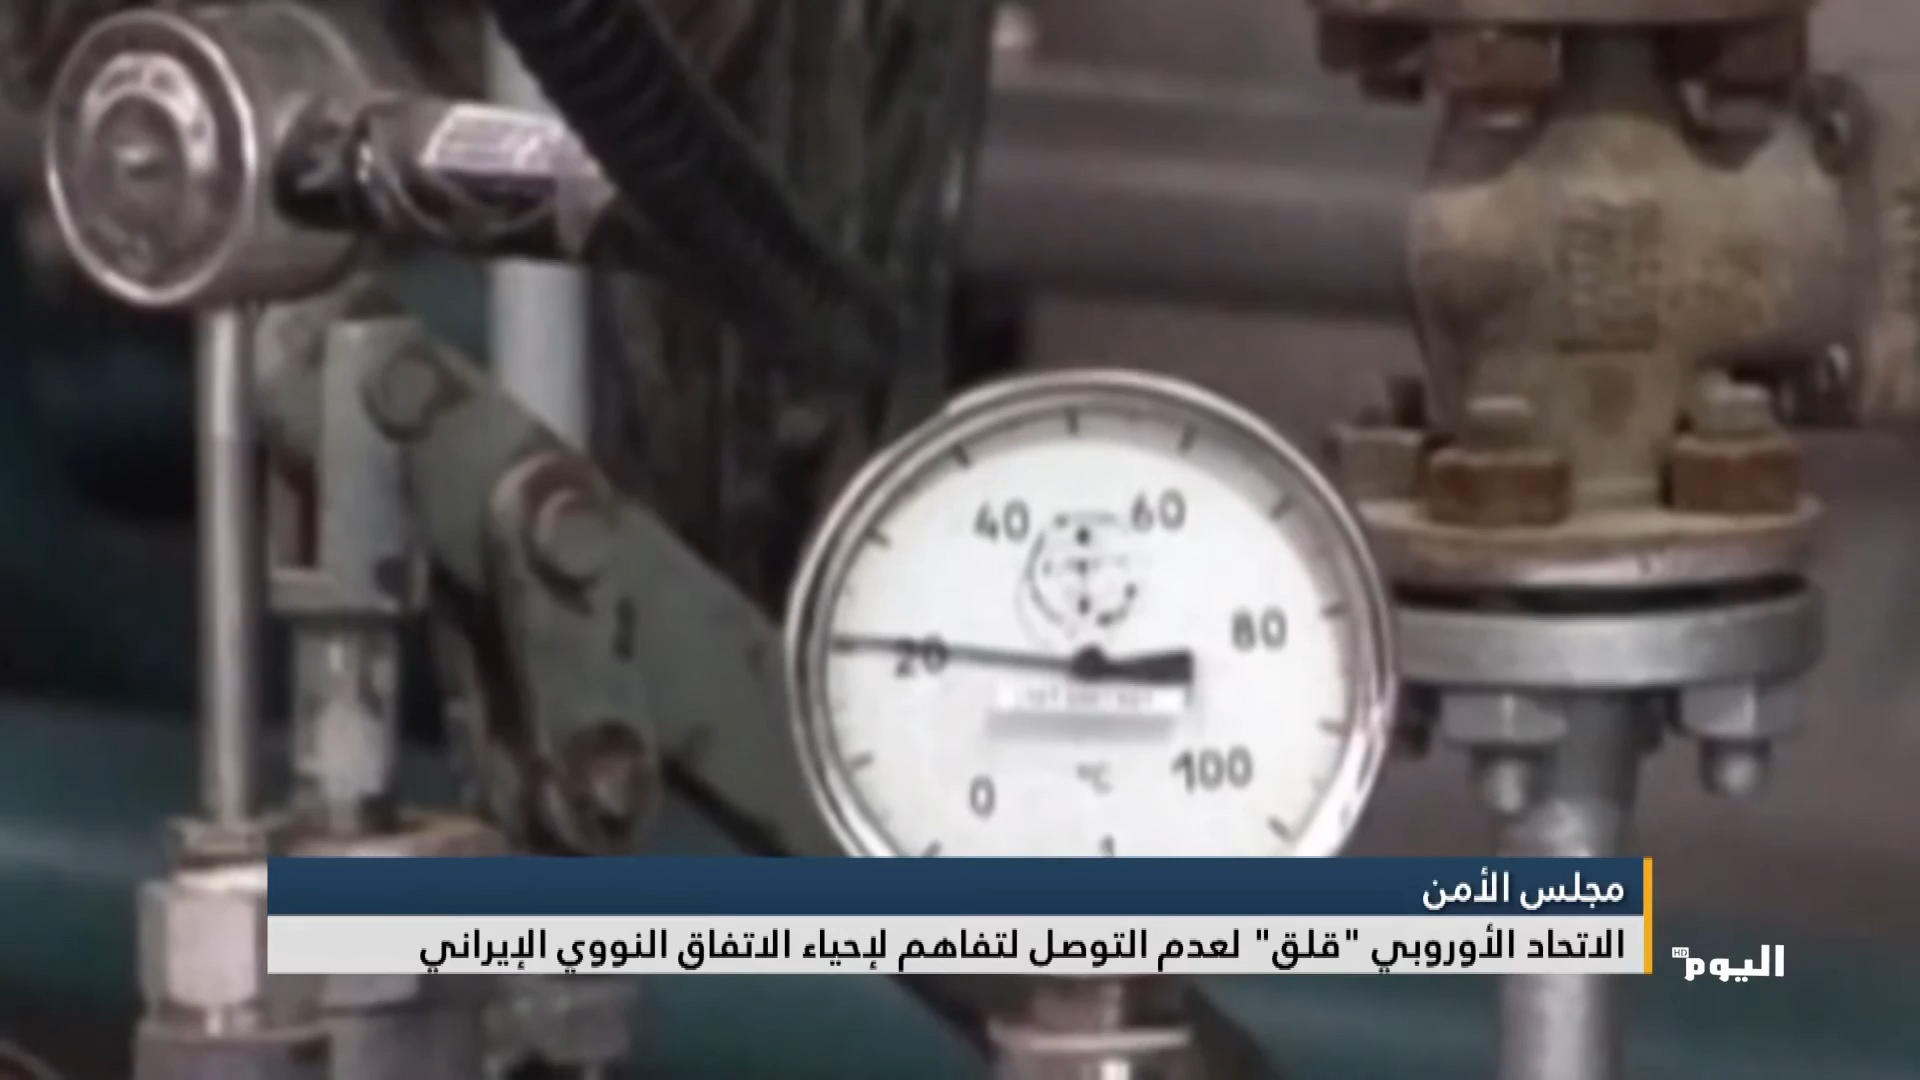 40 60
20 80
0 °C 100
مجلس الأمن
الاتحاد الأوروبي "قلق" لعدم التوصل لتفاهم لإحياء الاتفاق النووي الإيراني
اليوم HD